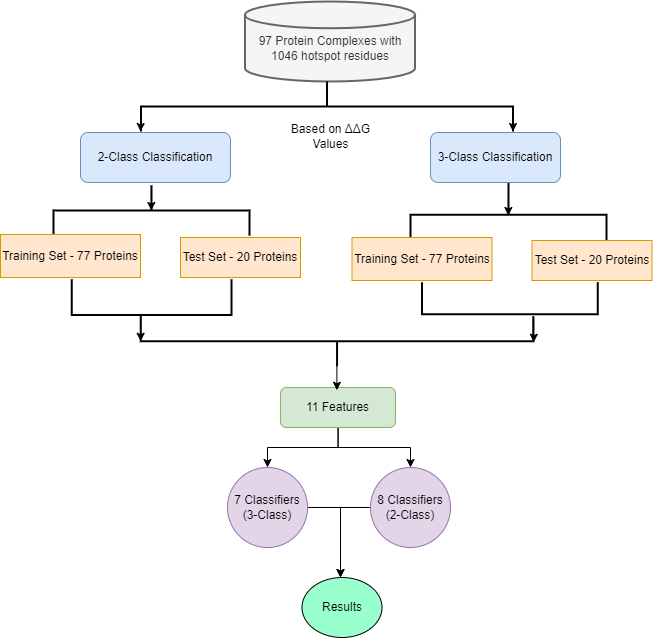 97 Protein Complexes with
1046 hotspot residues
Based on ΔΔG
Values
2-Class Classification
3-Class Classification
Training Set - 77 Proteins
Test Set - 20 Proteins
Training Set - 77 Proteins
Test Set - 20 Proteins
11 Features
7 Classifiers
(3-Class)
8 Classifiers
(2-Class)
Results